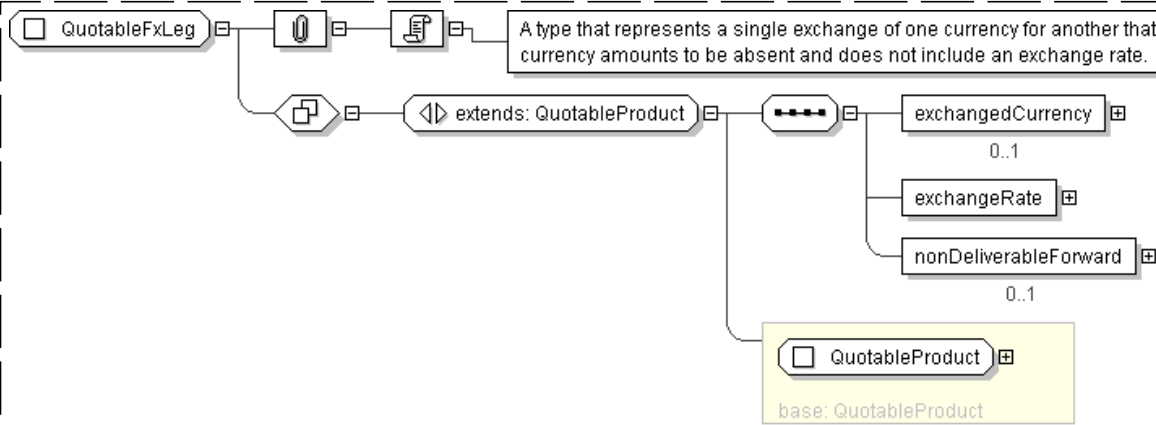 QuotableFxLeg
A type that represents a single exchange of one currency for another that
currency amounts to be absent and does not include an exchange rate.
extends: QuotableProduct
exchangedCurrency
0..1
exchangeRate
nonDeliverableForward
0..1
QuotableProduct
base: QuotableProduct